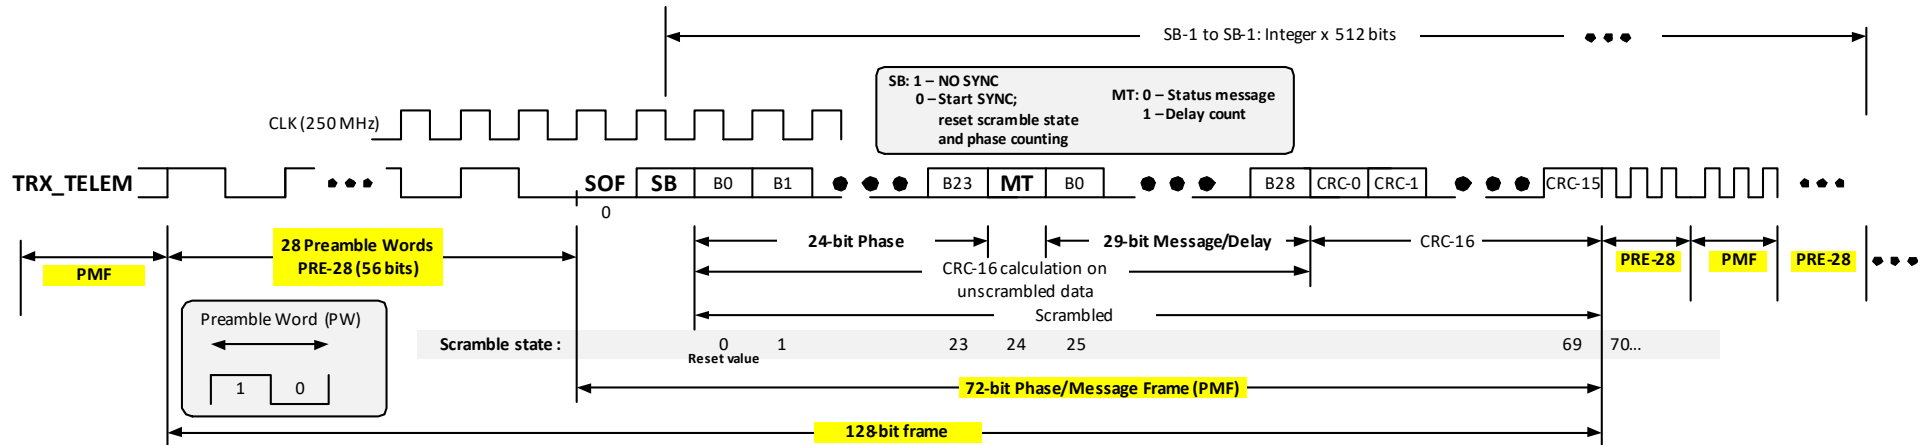 SB-1 to SB-1: Integer x 512 bits
SB: 1 – NO SYNC
0 – Start SYNC;
reset scramble state
and phase counting
MT: 0 – Status message
1 – Delay count
CLK (250 MHz)
TRX_TELEM
SOF SB B0 B1 B23 MT B0 B28 CRC-0 CRC-1 CRC-15
0
PMF
28 Preamble Words
PRE-28 (56 bits)
24-bit Phase
29-bit Message/Delay
CRC-16
PRE-28 PMF PRE-28
CRC-16 calculation on
unscrambled data
Scrambled
Preamble Word (PW)
1 0
Scramble state : 0 1 23 24 25 69 70...
Reset value
72-bit Phase/Message Frame (PMF)
128-bit frame